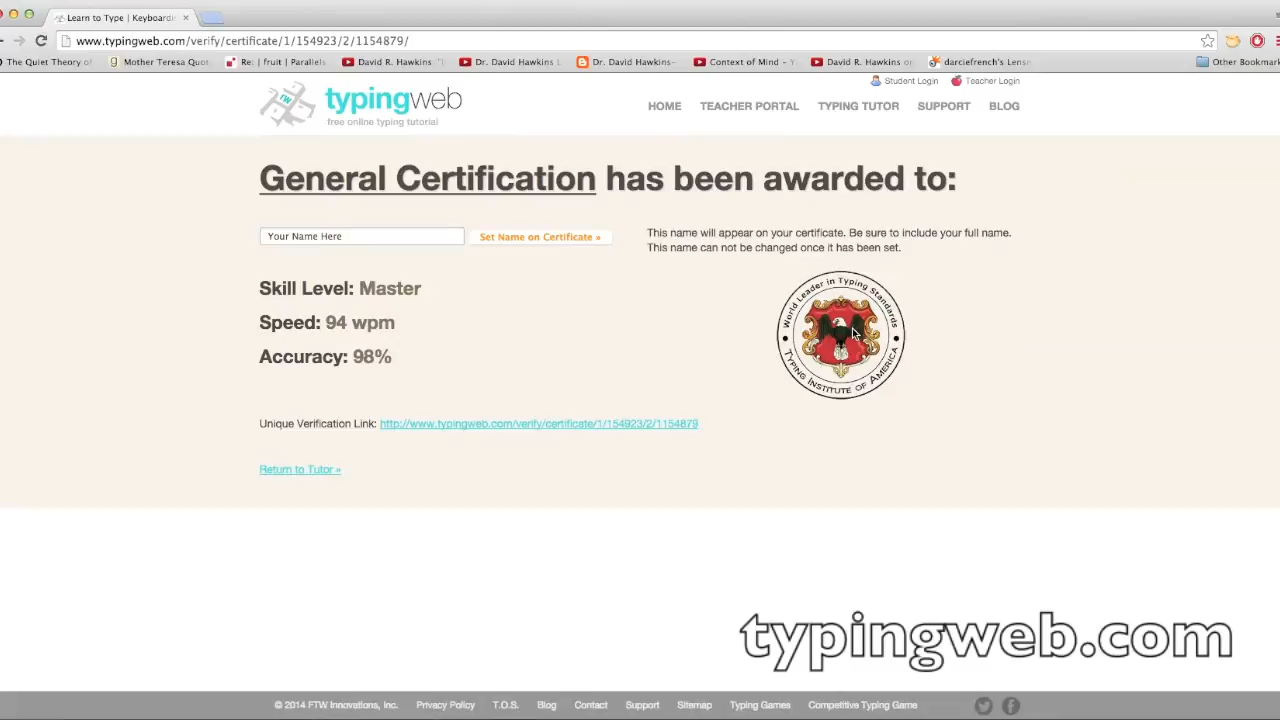 Learn to Type | Keyboardi
www.typingweb.com/verify/certificate/1/154923/2/1154879/
The Quiet Theory of
Mother Teresa Quot
Re: | fruit | Parallels
David R. Hawkins "I
Dr. David Hawkins L
Dr. David Hawkins-
Context of Mind - Y
David R. Hawkins on
darciefrench's Lens
Other Bookmar
Student Login
Teacher Login
typingweb
free online typing tutorial
HOME
TEACHER PORTAL
TYPING TUTOR
SUPPORT
BLOG
General Certification has been awarded to:
Your Name Here
Set Name on Certificate »
This name will appear on your certificate. Be sure to include your full name.
This name can not be changed once it has been set.
Skill Level: Master
Speed: 94 wpm
Accuracy: 98%
World Leader in Typing Standards
Typing Institute of America
Unique Verification Link: http://www.typingweb.com/verify/certificate/1/154923/2/1154879
Return to Tutor »
typingweb.com
© 2014 FTW Innovations, Inc.
Privacy Policy
T.O.S.
Blog
Contact
Support
Sitemap
Typing Games
Competitive Typing Game